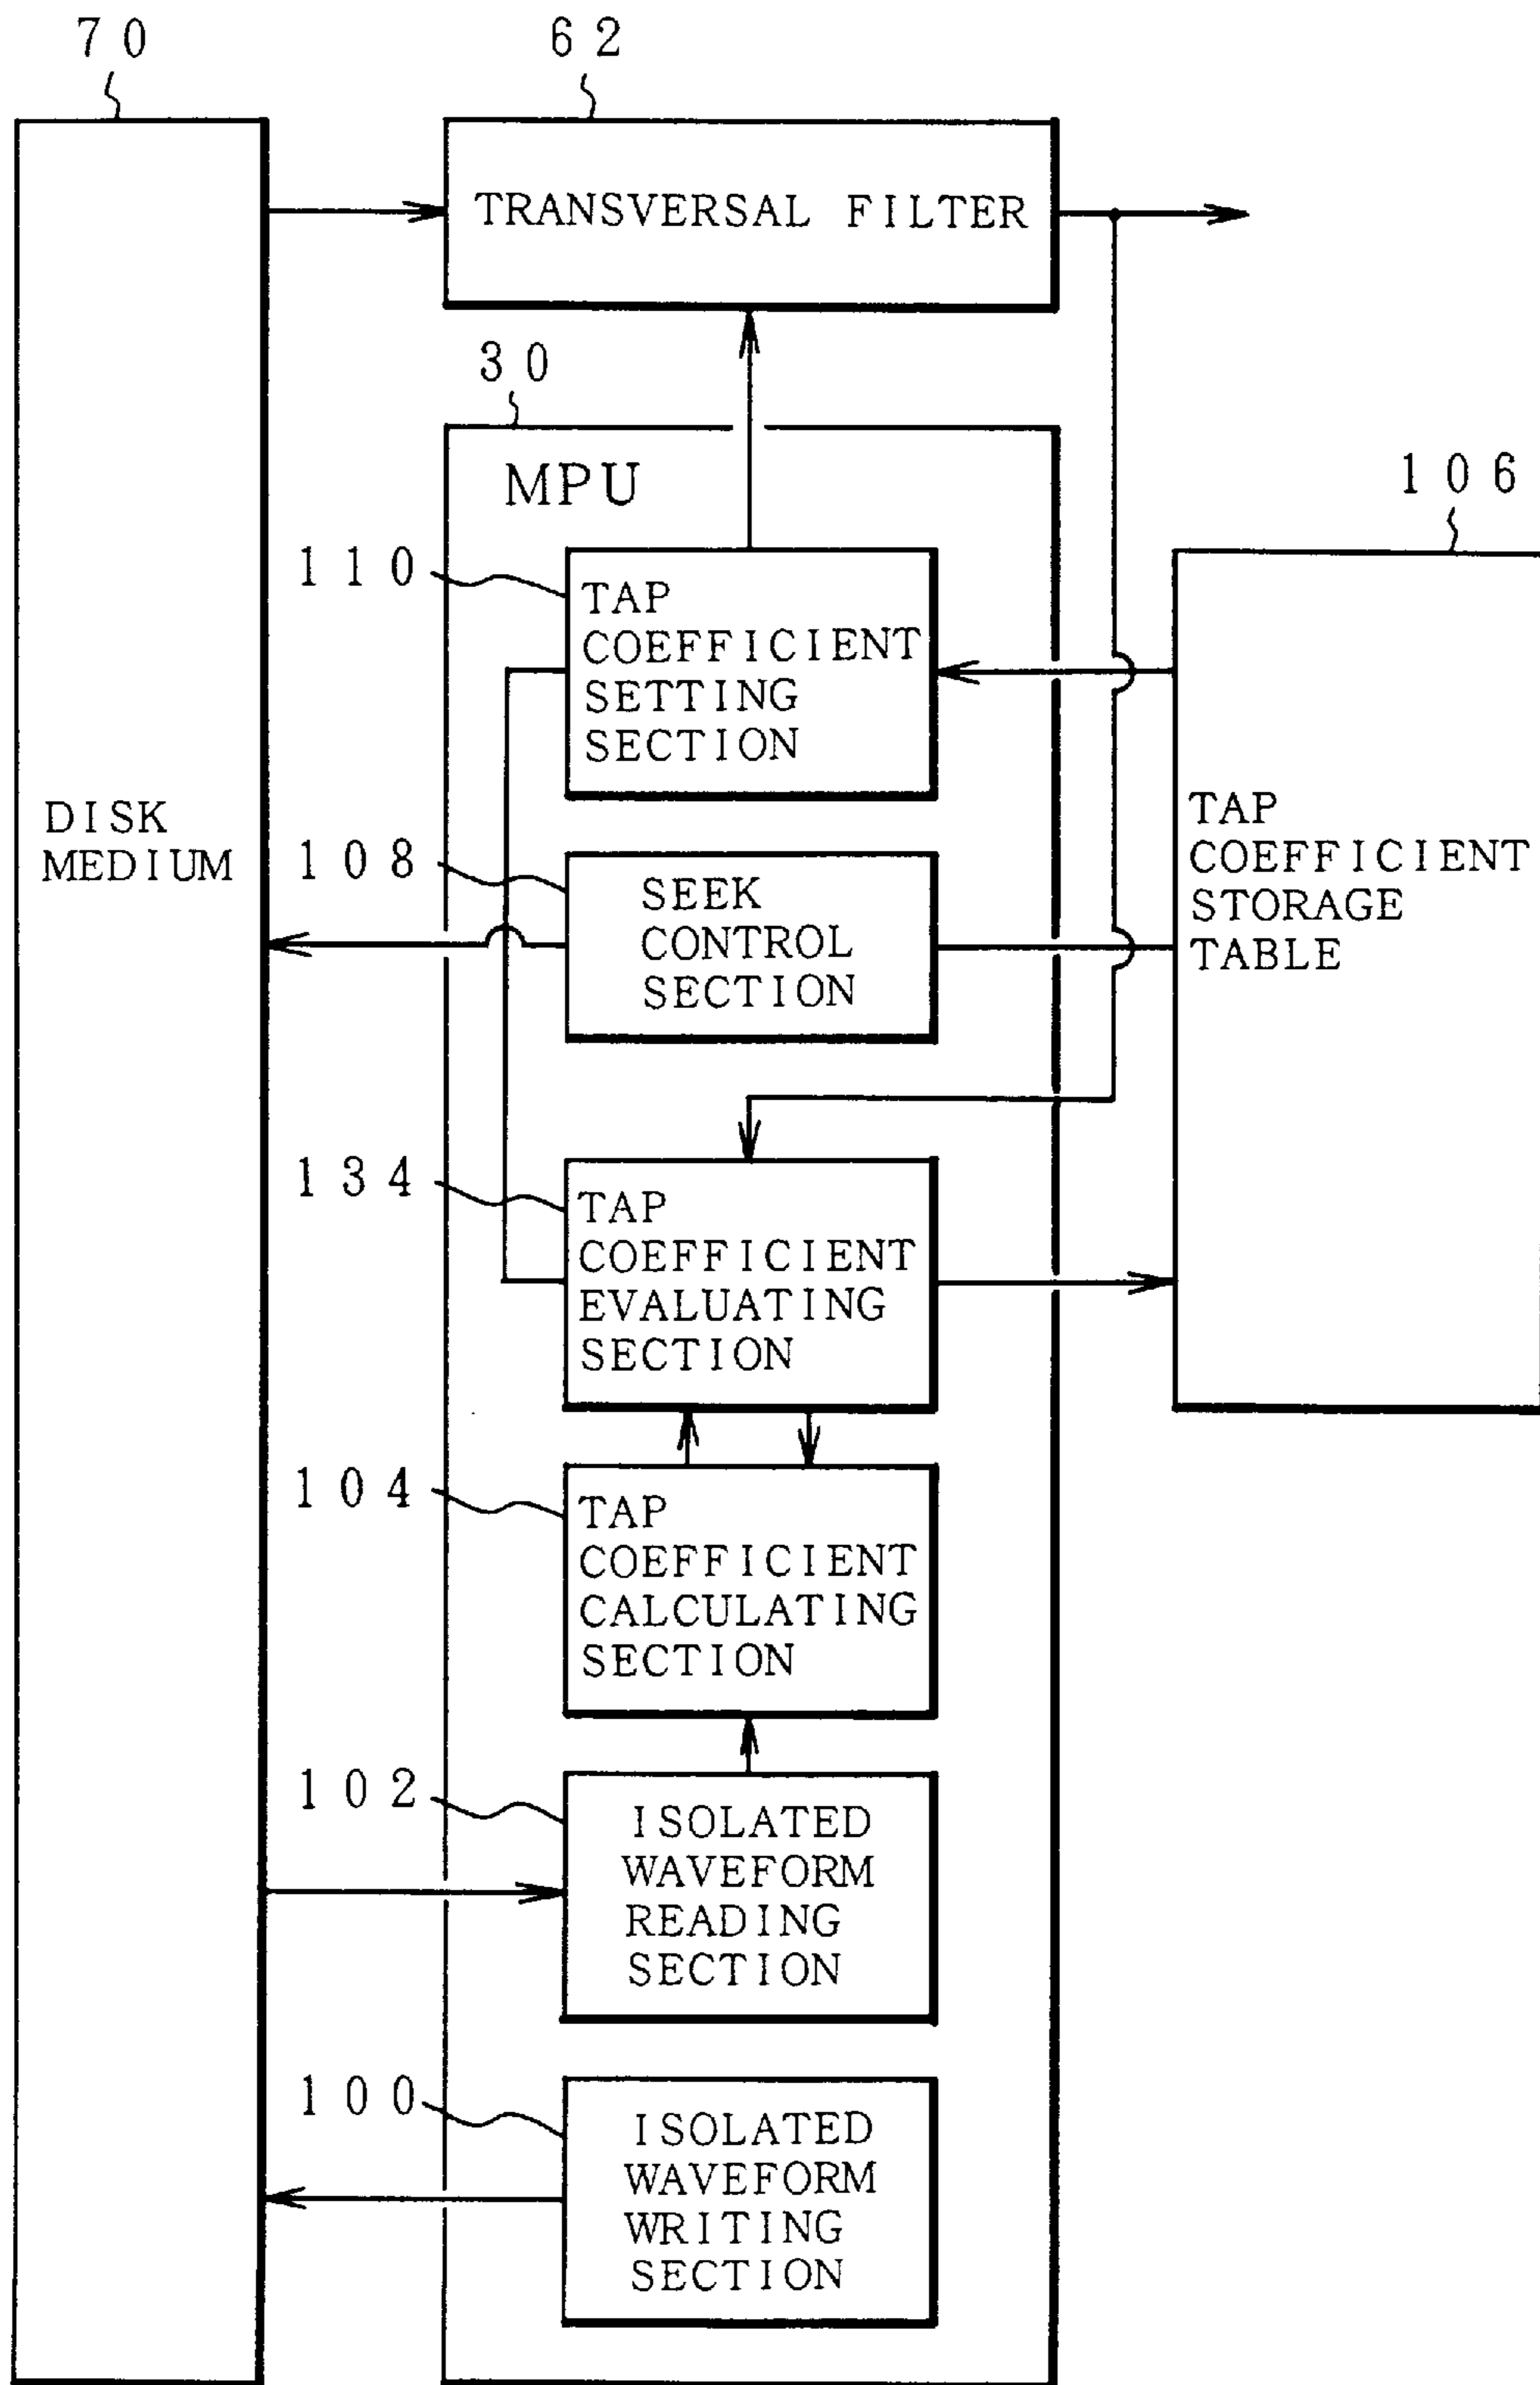 70
62
TRANSVERSAL FILTER
30
MPU
106
110
TAP
COEFFICIENT
SETTING
SECTION
DISK
MEDIUM
108
SEEK
CONTROL
SECTION
TAP
COEFFICIENT
STORAGE
TABLE
134
TAP
COEFFICIENT
EVALUATING
SECTION
104
TAP
COEFFICIENT
CALCULATING
SECTION
102
ISOLATED
WAVEFORM
READING
SECTION
100
ISOLATED
WAVEFORM
WRITING
SECTION